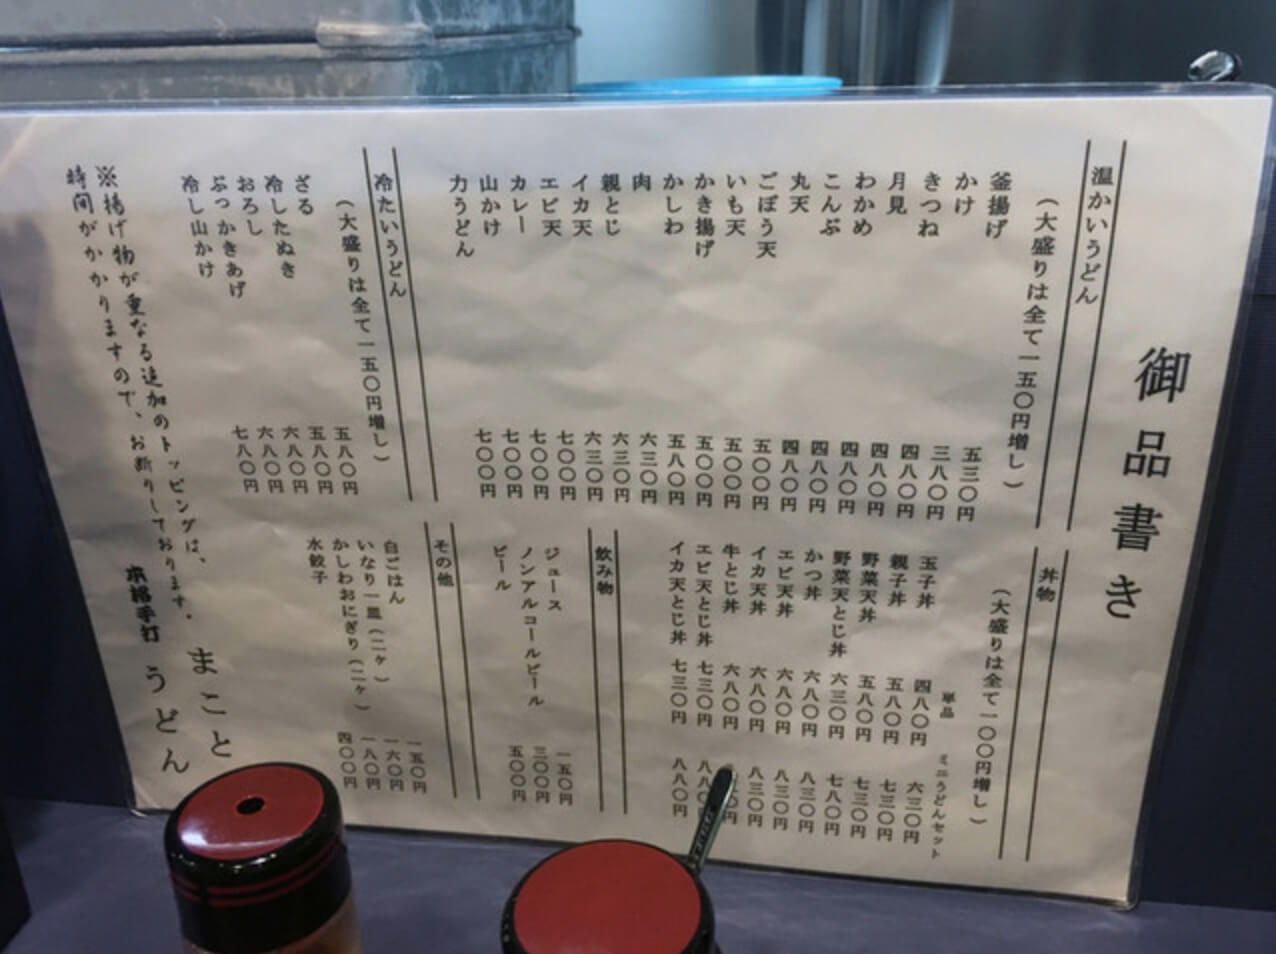 御品書き
温かいうどん
(大盛りは全て一五〇円増し)
釜揚げ 五三〇円
かけ 三八〇円
きつね 四八〇円
月見 四八〇円
わかめ 四八〇円
こんぶ 四八〇円
丸天 四八〇円
ごぼう天 五〇〇円
いも天 五〇〇円
かき揚げ 五〇〇円
かしわ 五八〇円
肉 六三〇円
親とじ 六三〇円
イカ天 六三〇円
エビ天 七〇〇円
カレー 七〇〇円
山かけ 七〇〇円
力うどん 七〇〇円
冷たいうどん
(大盛りは全て一五〇円増し)
ざる 五八〇円
冷したぬき 五八〇円
おろし 六八〇円
ぶっかきあげ 六八〇円
冷し山かけ 七八〇円
丼物
(大盛りは全て一〇〇円増し)
単品 ミニうどんセット
玉子丼 四八〇円 六三〇円
親子丼 五八〇円 七三〇円
野菜天丼 五八〇円 七三〇円
野菜天とじ丼 六三〇円 七八〇円
かつ丼 六八〇円 八三〇円
エビ天丼 六八〇円 八三〇円
イカ天丼 六八〇円 八三〇円
牛とじ丼 六八〇円
エビ天とじ丼 七三〇円
イカ天とじ丼 七三〇円 八八〇円
飲み物
ジュース 一五〇円
ノンアルコールビール 三〇〇円
ビール 五〇〇円
その他
白ごはん 一五〇円
いなり一皿(二ヶ) 一六〇円
かしわおにぎり(二ヶ) 一八〇円
水餃子 四〇〇円
※揚げ物が重なる追加のトッピングは、
時間がかかりますので、お断りしております。
本格手打 うどん
まこと